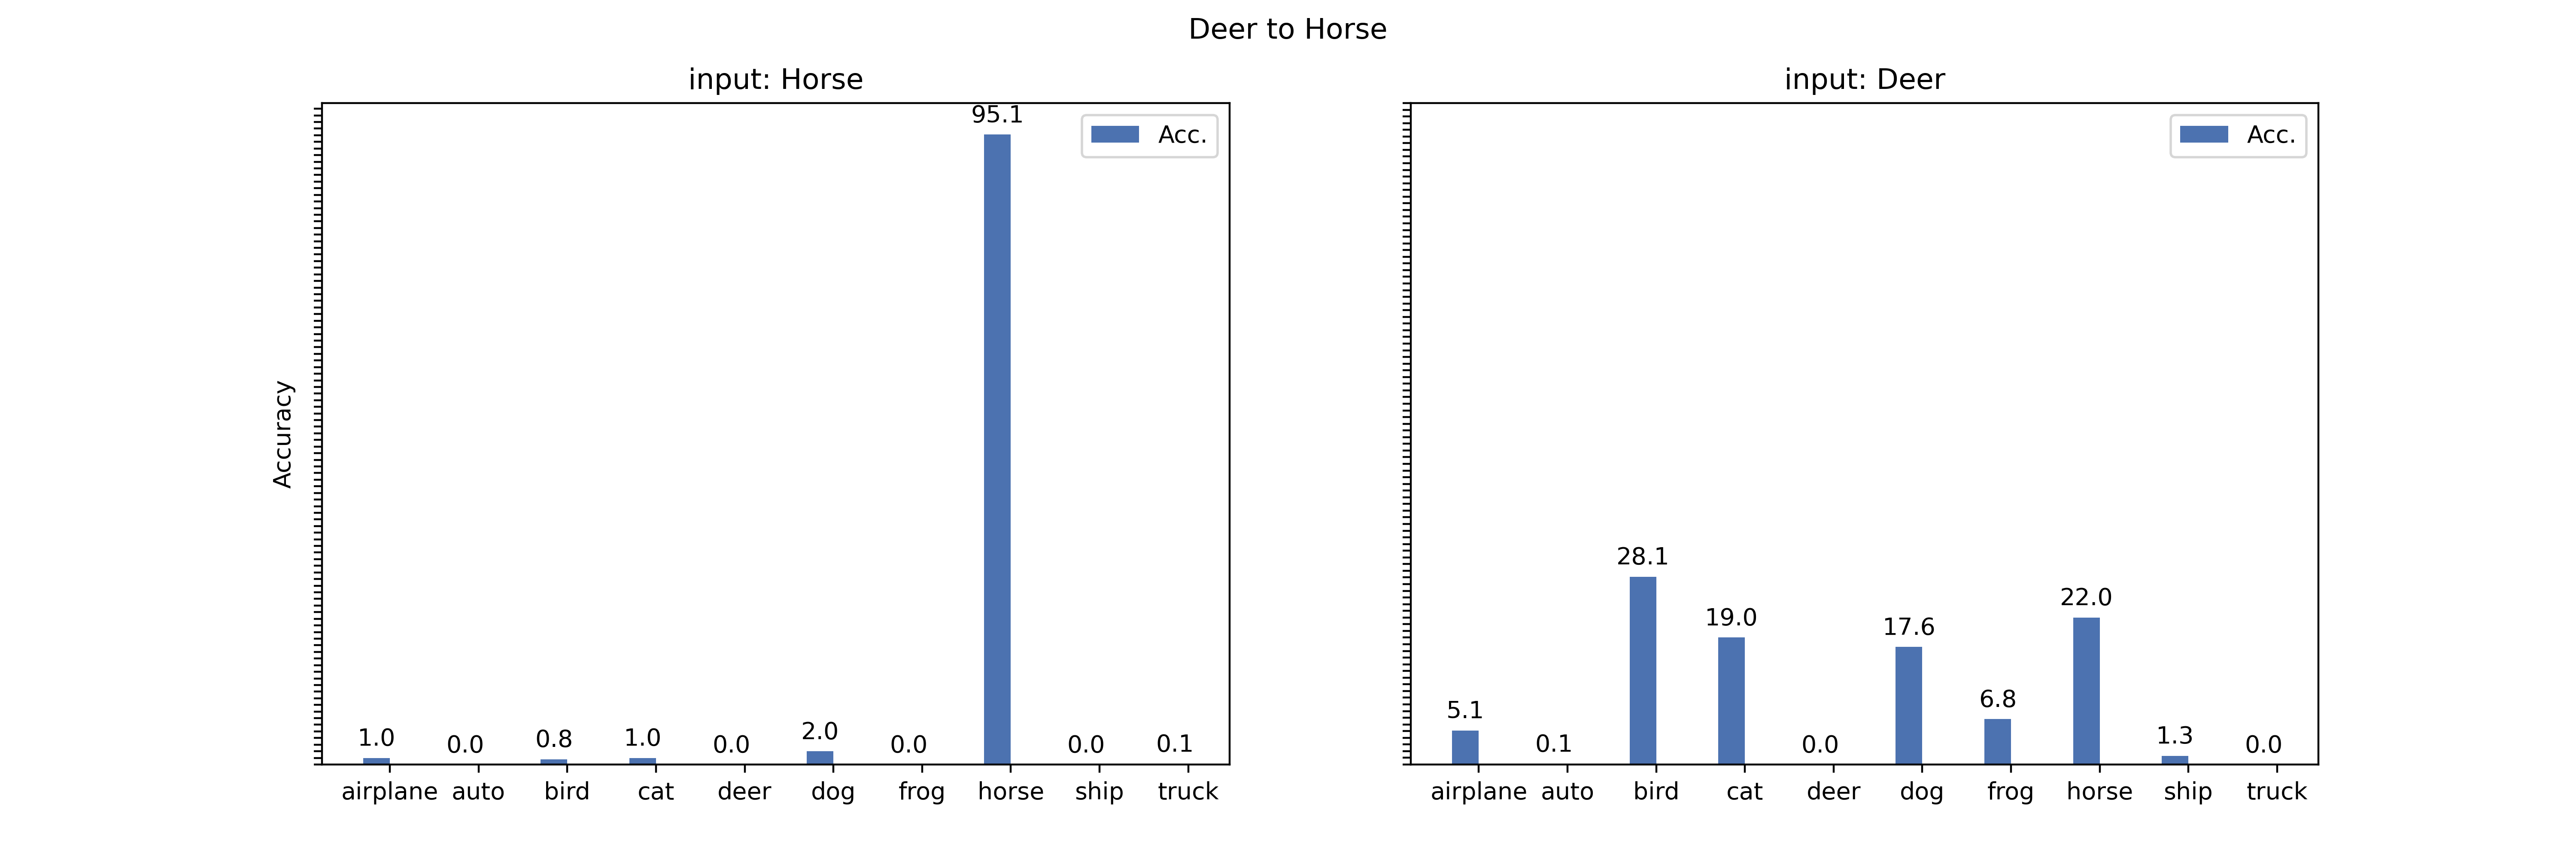 Deer to Horse
input: Horse
Accuracy
95.1
Acc.
1.0 0.0 0.8 1.0 0.0 2.0 0.0 0.0 0.1
airplane auto bird cat deer dog frog horse ship truck
input: Deer
Acc.
5.1 0.1 28.1 19.0 0.0 17.6 6.8 22.0 1.3 0.0
airplane auto bird cat deer dog frog horse ship truck